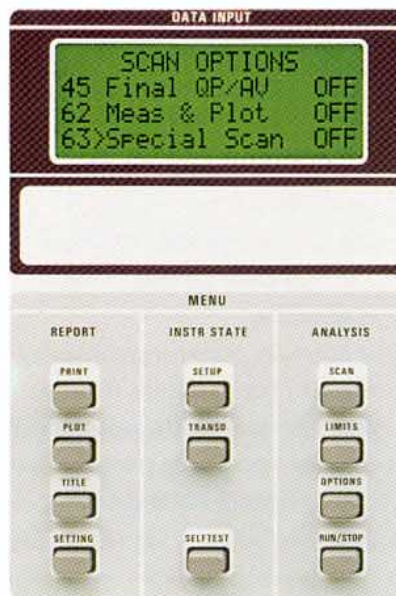 DATA INPUT
SCAN OPTIONS
45 Final QP/AV OFF
62 Meas & Plot OFF
63>Special Scan OFF
MENU
REPORT INSTR STATE ANALYSIS
PRINT SETUP SCAN
PLOT TRANSD LIMITS
TITLE OPTIONS
SETTING SELFTEST RUN/STOP